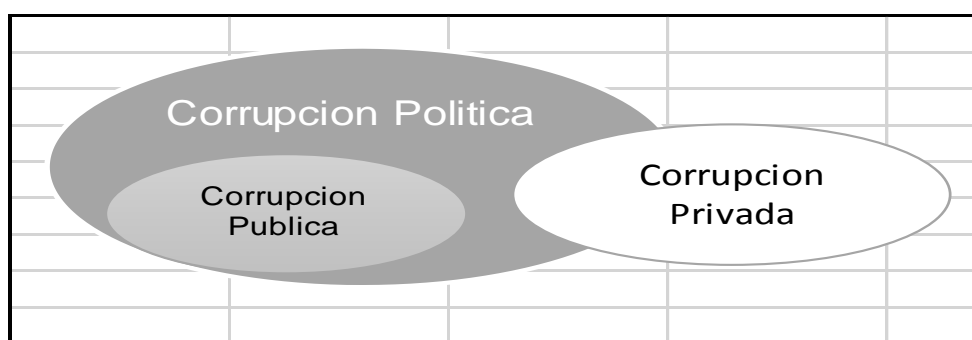 Corrupcion Politica
Corrupcion
Publica
Corrupcion
Privada